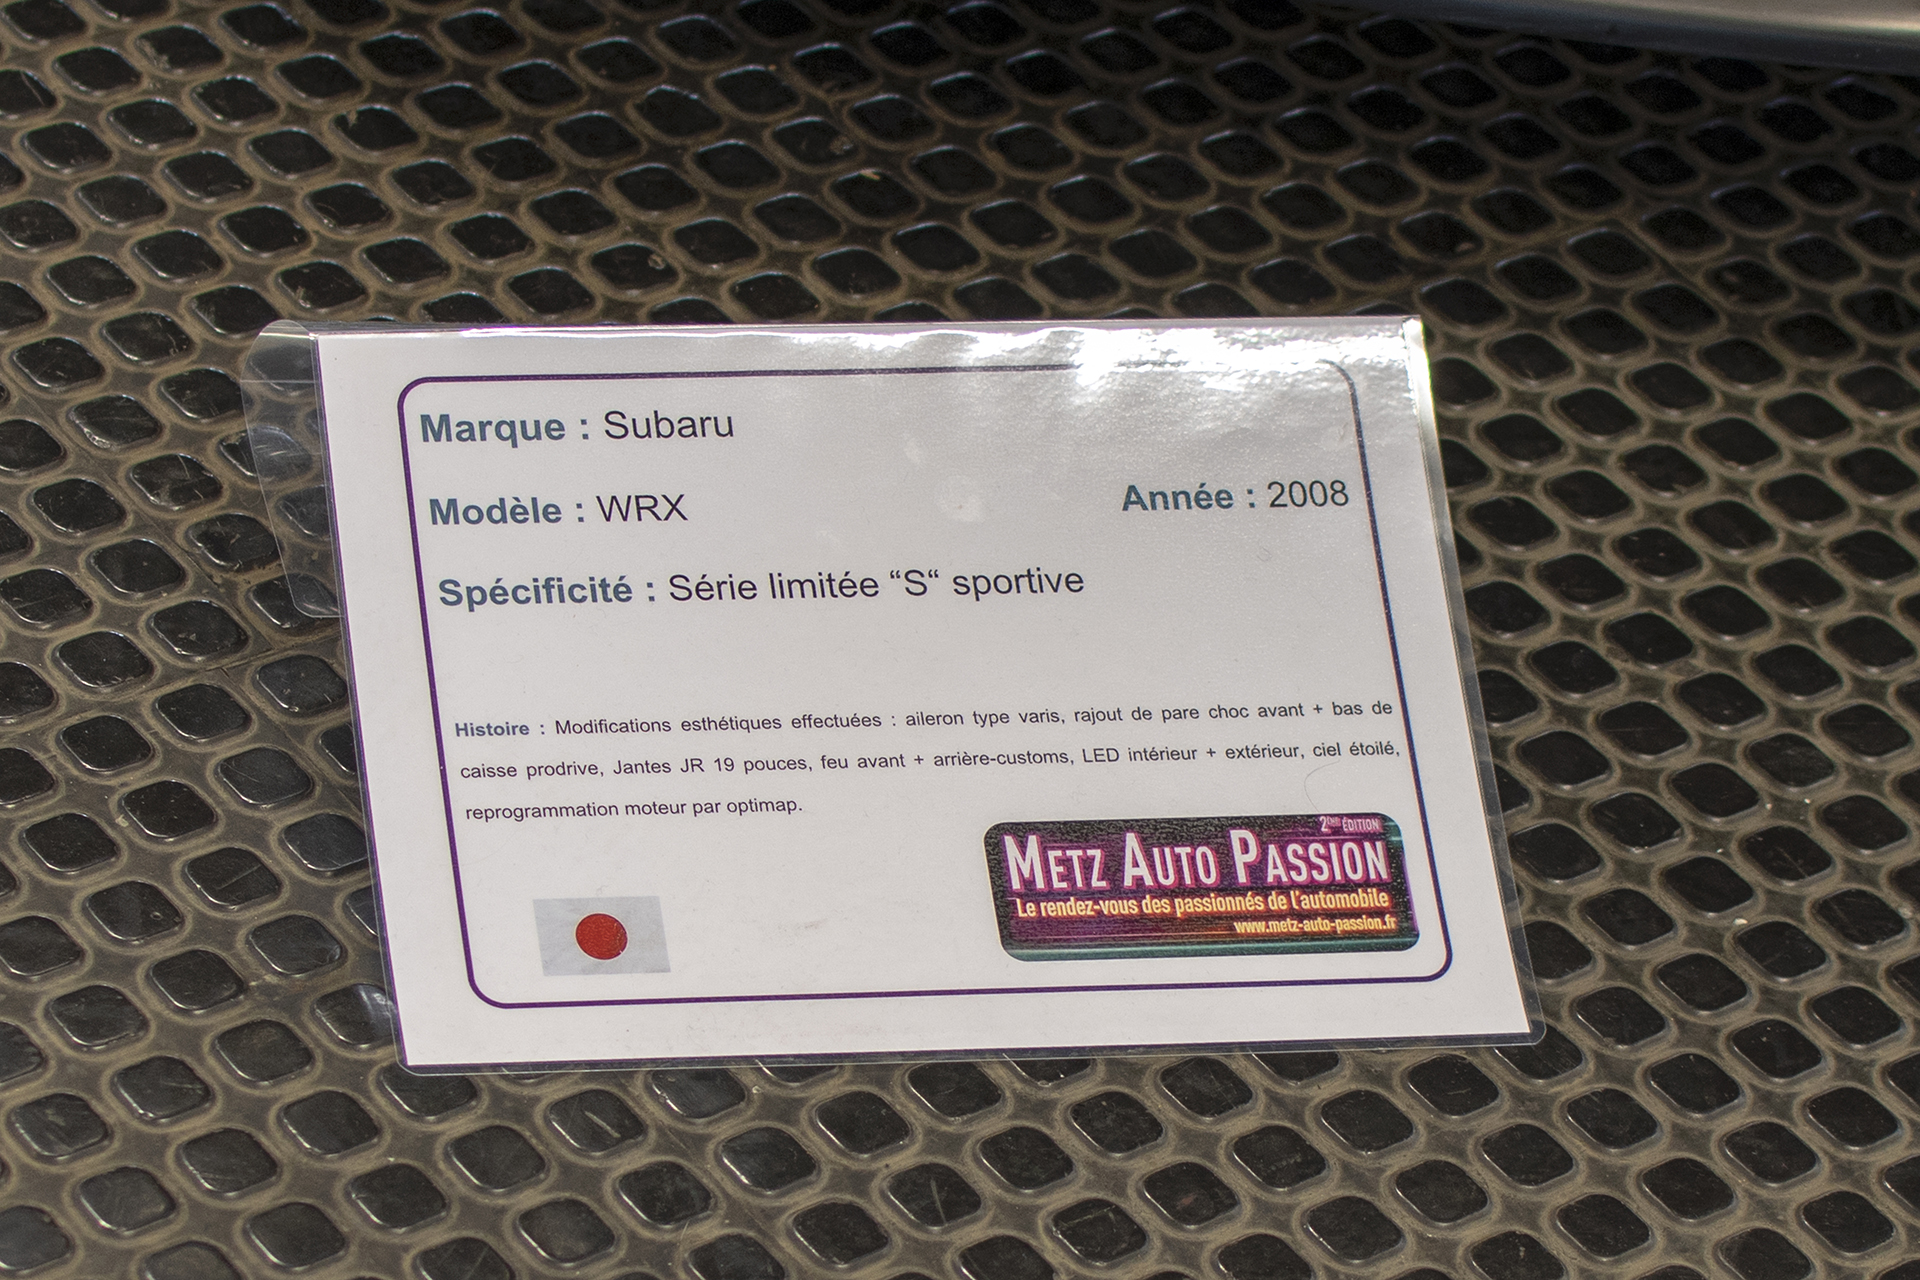 Marque : Subaru
Modèle : WRX Année : 2008
Spécificité : Série limitée “S“ sportive
Histoire : Modifications esthétiques effectuées : aileron type varis, rajout de pare choc avant + bas de
caisse prodrive, Jantes JR 19 pouces, feu avant + arrière-customs, LED intérieur + extérieur, ciel étoilé,
reprogrammation moteur par optimap.
2ème ÉDITION
METZ AUTO PASSION
Le rendez-vous des passionnés de l'automobile
www.metz-auto-passion.fr